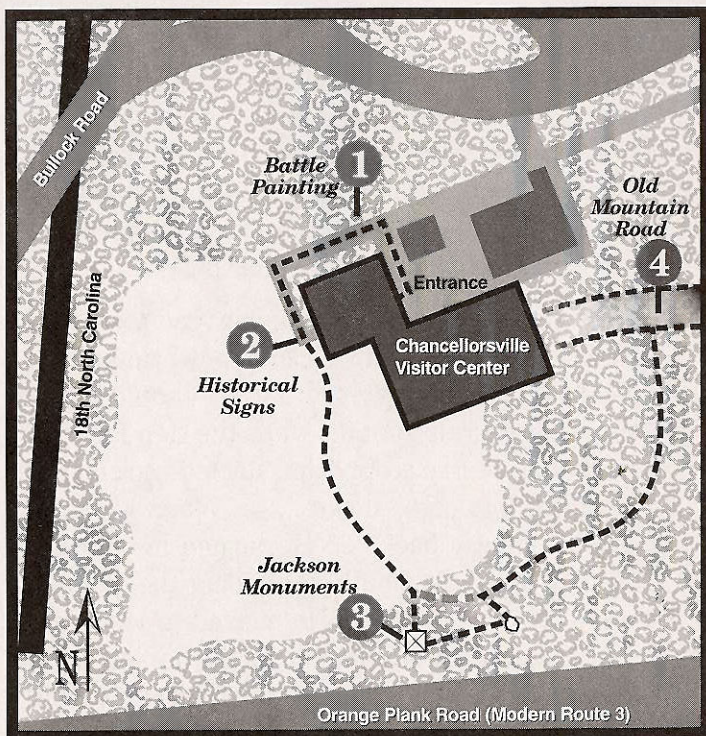 Bullock Road
18th North Carolina
Battle
Painting
1
Old
Mountain
Road
4
Entrance
Chancellorsville
Visitor Center
2
Historical
Signs
Jackson
Monuments
3
N
Orange Plank Road (Modern Route 3)